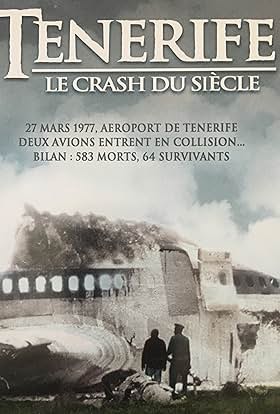 TENERIFE
LE CRASH DU SIÈCLE
27 MARS 1977, AEROPORT DE TENERIFE
DEUX AVIONS ENTRENT EN COLLISION...
BILAN : 583 MORTS, 64 SURVIVANTS